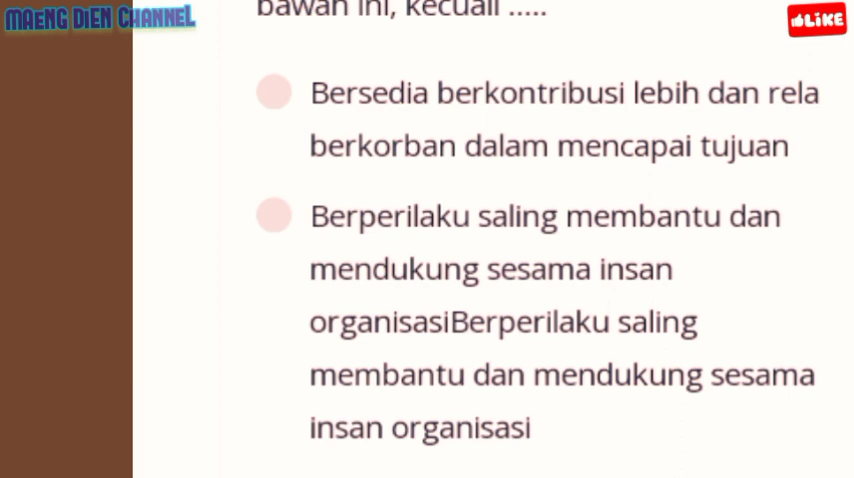 MAENG DIEN CHANNEL
LIKE
bawah ini, kecuali .....
Bersedia berkontribusi lebih dan rela
berkorban dalam mencapai tujuan
Berperilaku saling membantu dan
mendukung sesama insan
organisasiBerperilaku saling
membantu dan mendukung sesama
insan organisasi